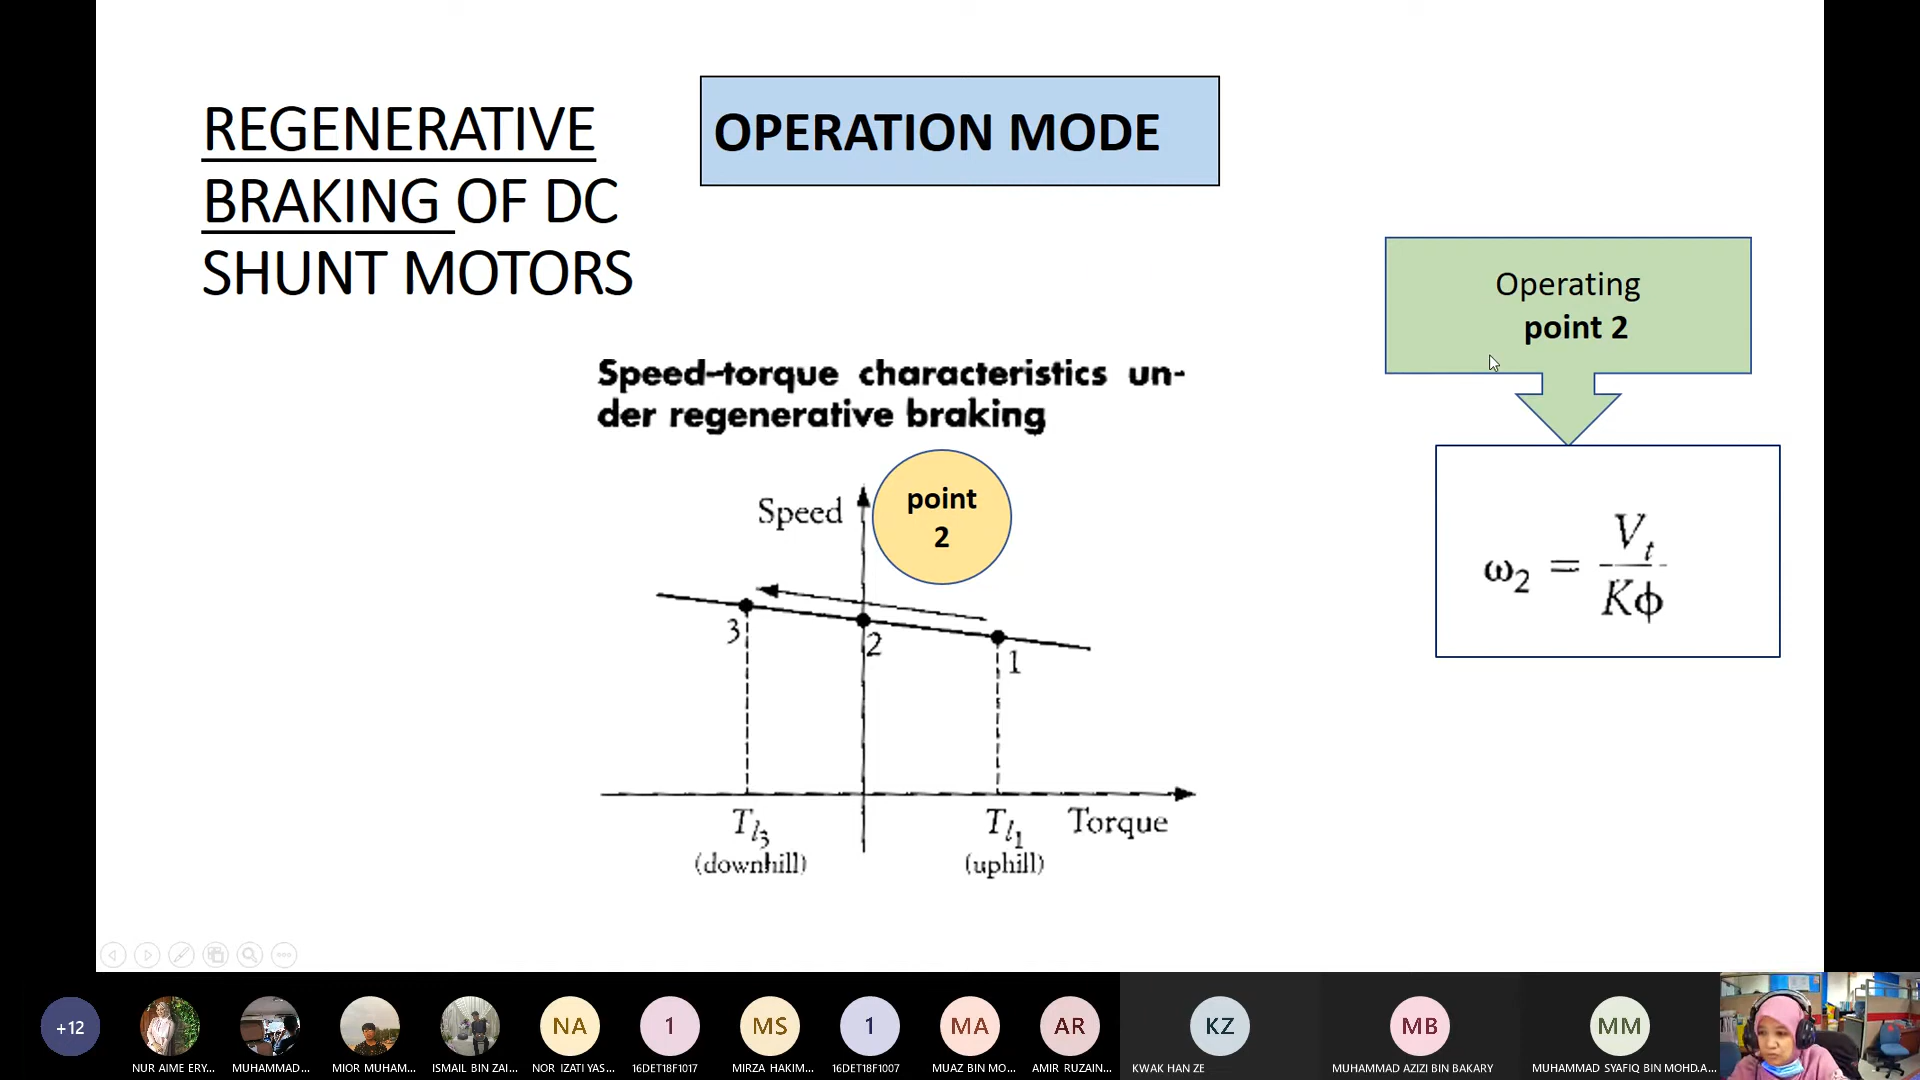 REGENERATIVE
BRAKING OF DC
SHUNT MOTORS
OPERATION MODE
Operating
point 2
Speed-torque characteristics un-
der regenerative braking
point
2
Speed
3
2
1
ω2 = Vt / Kϕ
Tl3
Tl1
Torque
(downhill)
(uphill)
+12
NA
1
MS
1
MA
AR
KZ
MB
MM
NUR AIME ERY...
MUHAMMAD...
MIOR MUHAM...
ISMAIL BIN ZAI...
NOR IZATI YAS...
16DET18F1017
MIRZA HAKIM...
16DET18F1007
MUAZ BIN MO...
AMIR RUZAIN...
KWAK HAN ZE
MUHAMMAD AZIZI BIN BAKARY
MUHAMMAD SYAFIQ BIN MOHD.A...